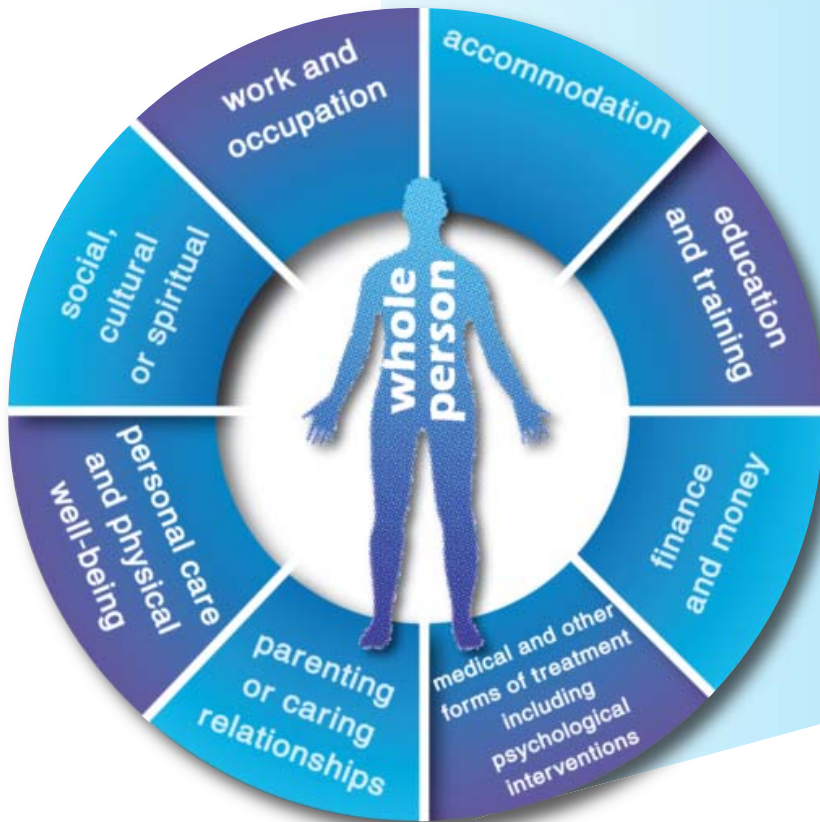 accommodation
education
and training
finance
and money
medical and other
forms of treatment
including
psychological
interventions
parenting
or caring
relationships
personal care
and physical
well-being
social,
cultural
or spiritual
work and
occupation
whole
person